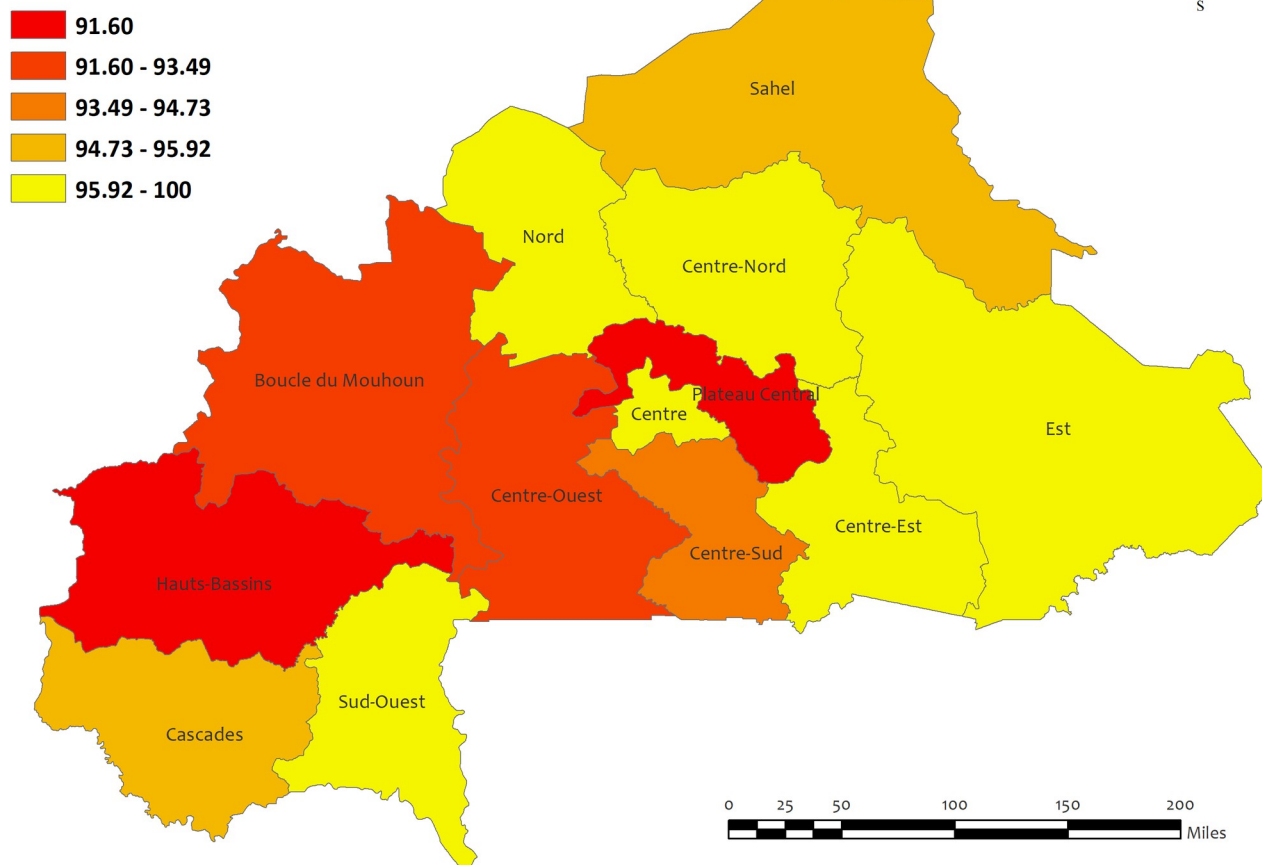 S
91.60
91.60 - 93.49
93.49 - 94.73
94.73 - 95.92
95.92 - 100
Sahel
Nord
Centre-Nord
Boucle du Mouhoun
Plateau Central
Centre
Est
Centre-Ouest
Centre-Est
Centre-Sud
Hauts-Bassins
Sud-Ouest
Cascades
0 25 50 100 150 200
Miles